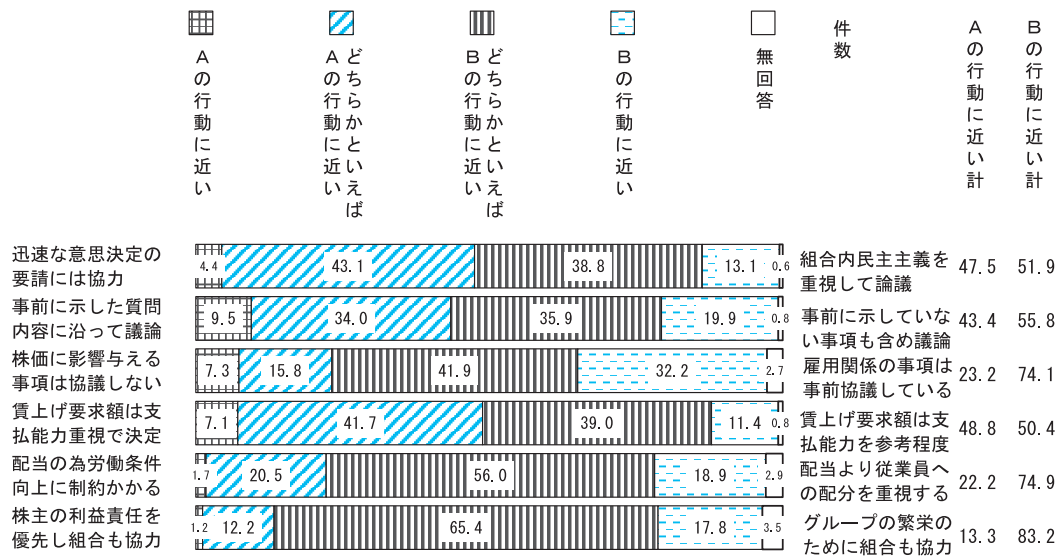 Aの行動に近い
どちらかといえば
Aの行動に近い
どちらかといえば
Bの行動に近い
Bの行動に近い
無回答
件数
Aの行動に近い計
Bの行動に近い計
迅速な意思決定の
要請には協力
4.4
43.1
38.8
13.1
0.6
組合内民主主義を
重視して論議
47.5
51.9
事前に示した質問
内容に沿って議論
9.5
34.0
35.9
19.9
0.8
事前に示していな
い事項も含め議論
43.4
55.8
株価に影響与える
事項は協議しない
7.3
15.8
41.9
32.2
2.7
雇用関係の事項は
事前協議している
23.2
74.1
賃上げ要求額は支
払能力重視で決定
7.1
41.7
39.0
11.4
0.8
賃上げ要求額は支
払能力を参考程度
48.8
50.4
配当の為労働条件
向上に制約かかる
1.7
20.5
56.0
18.9
2.9
配当より従業員へ
の配分を重視する
22.2
74.9
株主の利益責任を
優先し組合も協力
1.2
12.2
65.4
17.8
3.5
グループの繁栄の
ために組合も協力
13.3
83.2